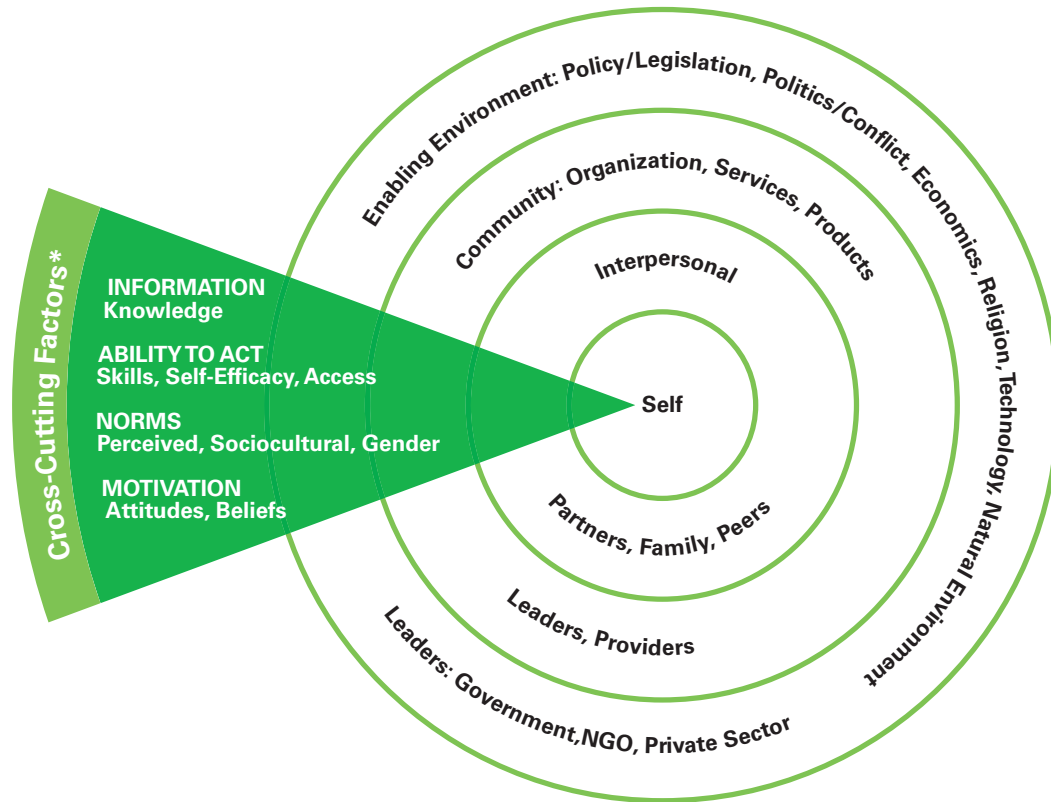 Cross-Cutting Factors*
INFORMATION
Knowledge
ABILITY TO ACT
Skills, Self-Efficacy, Access
NORMS
Perceived, Sociocultural, Gender
MOTIVATION
Attitudes, Beliefs
Enabling Environment: Policy/Legislation, Politics/Conflict, Economics, Religion, Technology, Natural Environment
Community: Organization, Services, Products
Interpersonal
Self
Partners, Family, Peers
Leaders, Providers
Leaders: Government,NGO, Private Sector